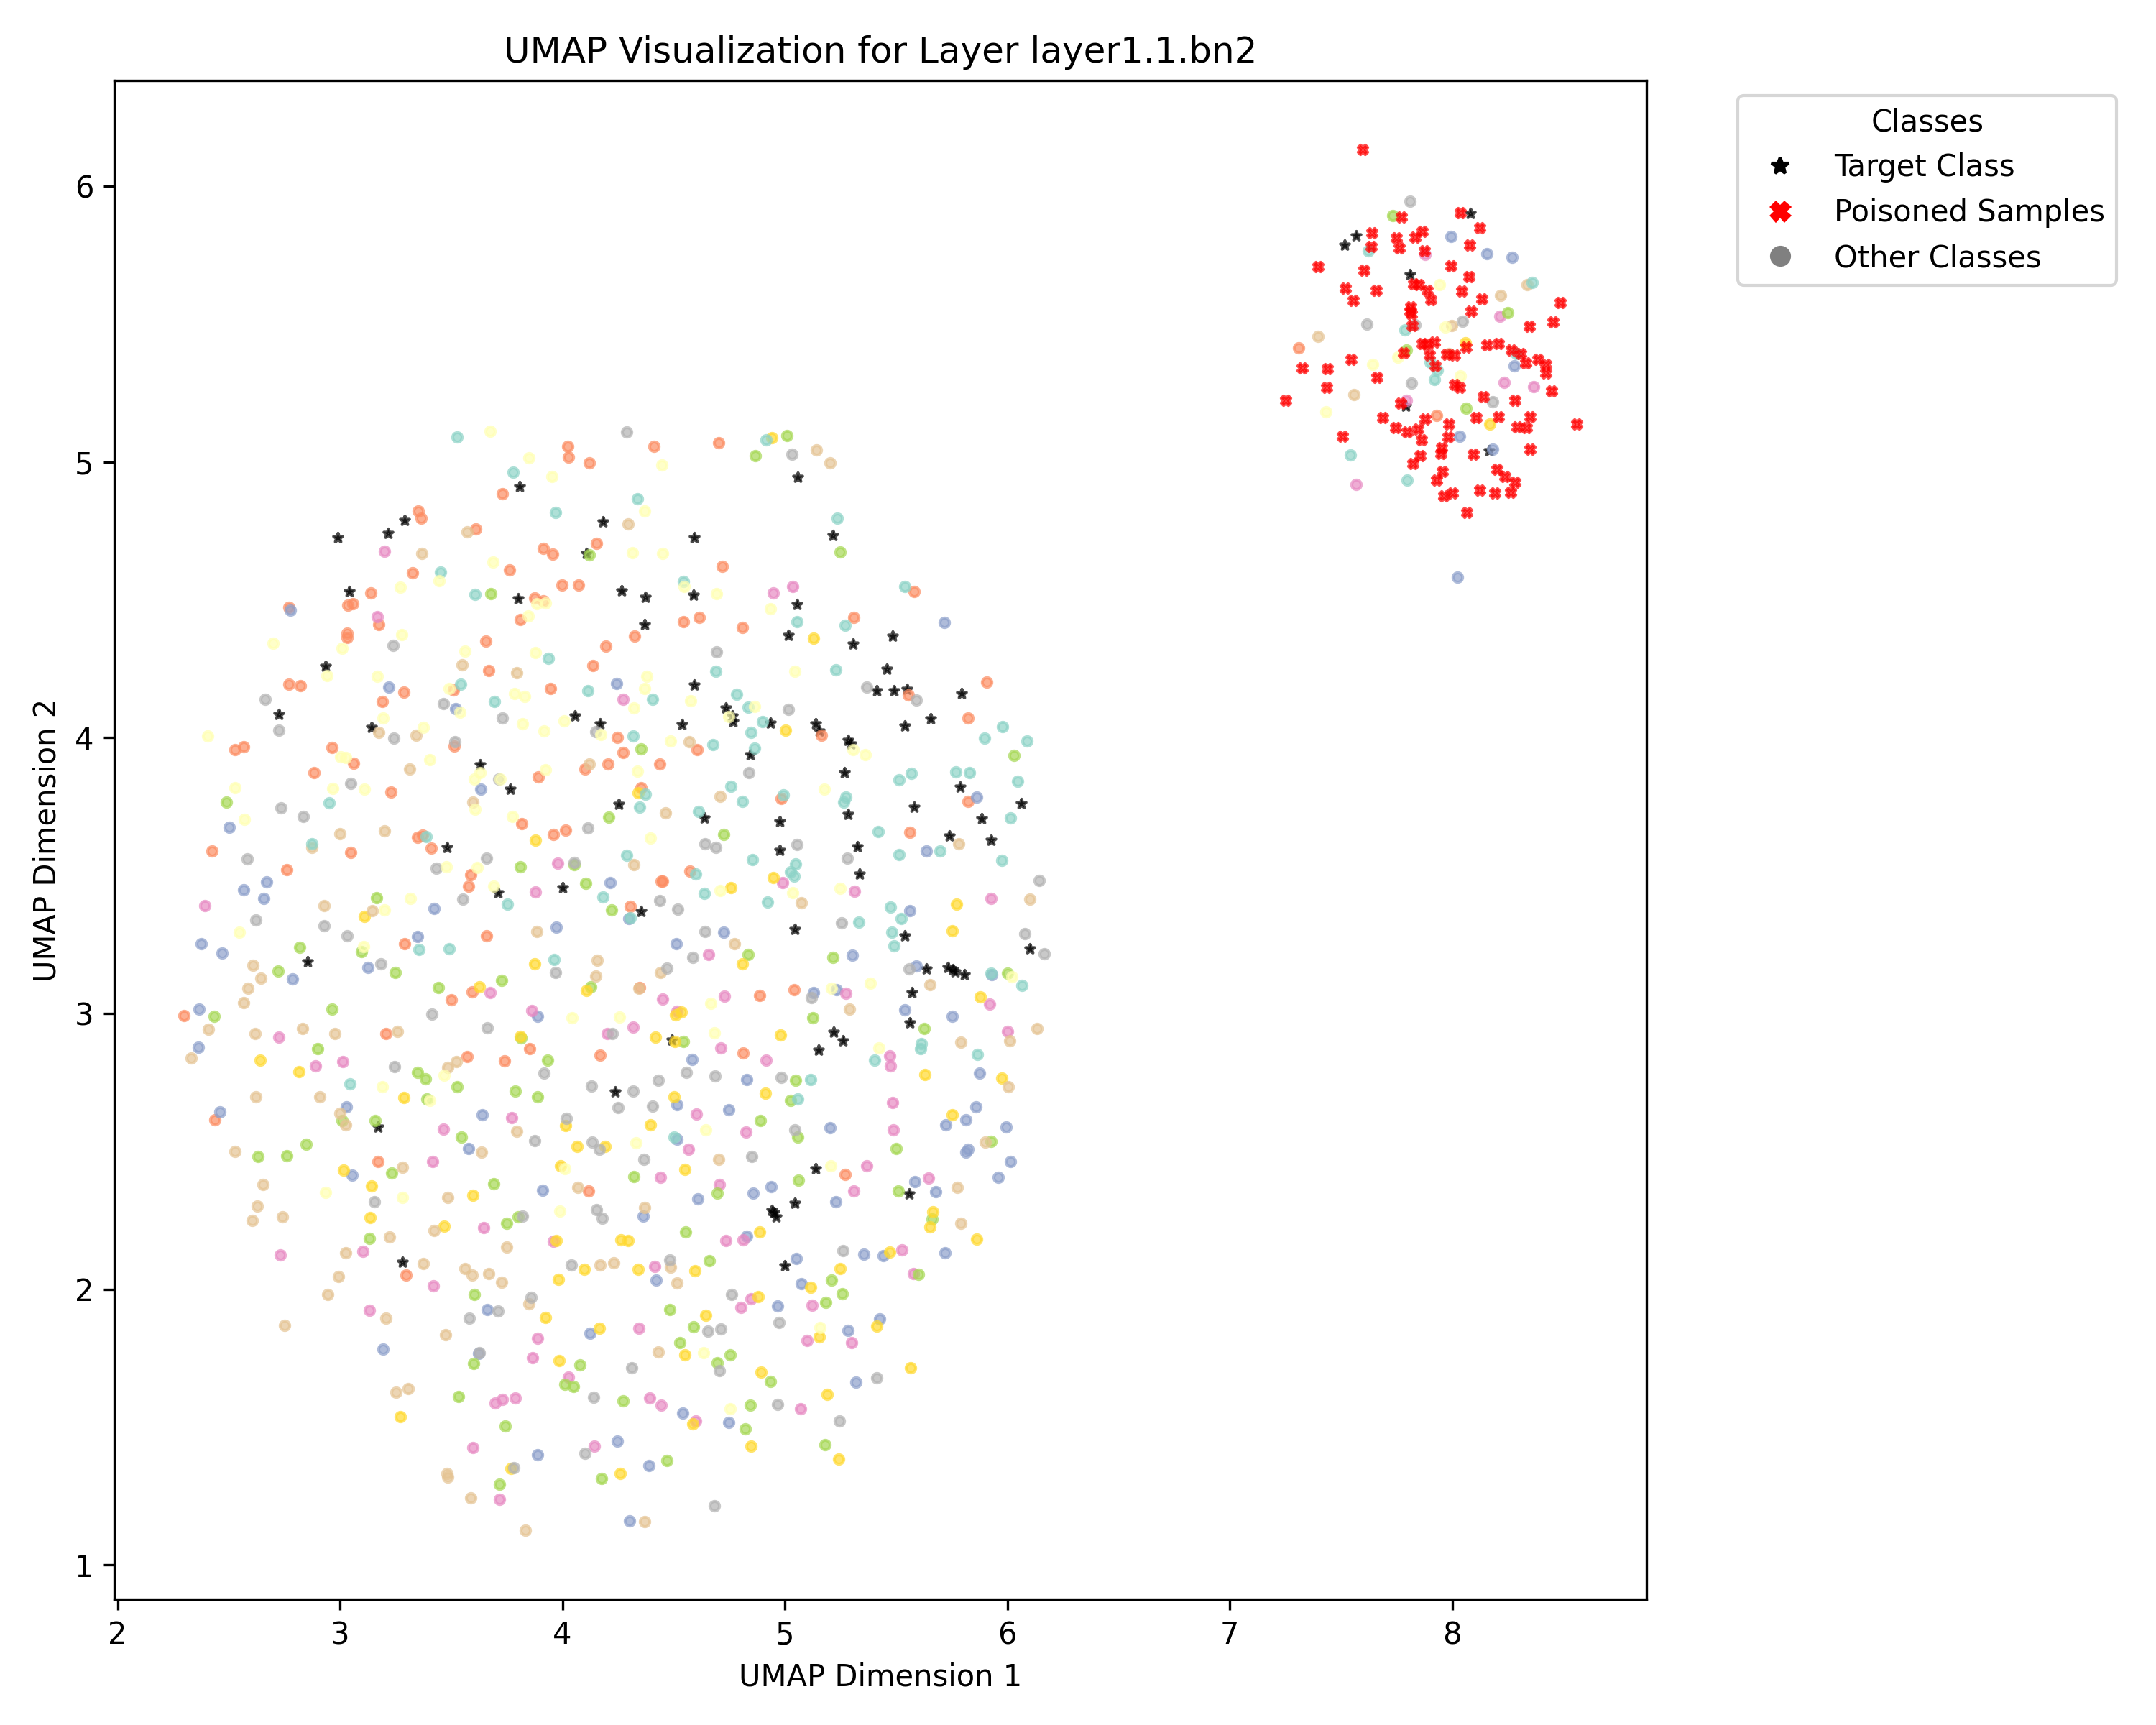 UMAP Visualization for Layer layer1.1.bn2
Classes
Target Class
Poisoned Samples
Other Classes
UMAP Dimension 2
6
5
4
3
2
1
2 3 4 5 6 7 8
UMAP Dimension 1